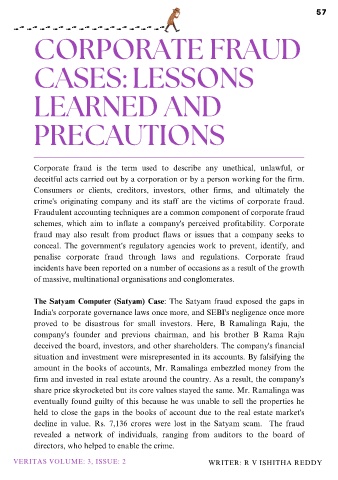 57
CORPORATE FRAUD
CASES: LESSONS
LEARNED AND
PRECAUTIONS
Corporate fraud is the term used to describe any unethical, unlawful, or
deceitful acts carried out by a corporation or by a person working for the firm.
Consumers or clients, creditors, investors, other firms, and ultimately the
crime's originating company and its staff are the victims of corporate fraud.
Fraudulent accounting techniques are a common component of corporate fraud
schemes, which aim to inflate a company's perceived profitability. Corporate
fraud may also result from product flaws or issues that a company seeks to
conceal. The government's regulatory agencies work to prevent, identify, and
penalise corporate fraud through laws and regulations. Corporate fraud
incidents have been reported on a number of occasions as a result of the growth
of massive, multinational organisations and conglomerates.
The Satyam Computer (Satyam) Case: The Satyam fraud exposed the gaps in
India's corporate governance laws once more, and SEBI's negligence once more
proved to be disastrous for small investors. Here, B Ramalinga Raju, the
company's founder and previous chairman, and his brother B Rama Raju
deceived the board, investors, and other shareholders. The company's financial
situation and investment were misrepresented in its accounts. By falsifying the
amount in the books of accounts, Mr. Ramalinga embezzled money from the
firm and invested in real estate around the country. As a result, the company's
share price skyrocketed but its core values stayed the same. Mr. Ramalinga was
eventually found guilty of this because he was unable to sell the properties he
held to close the gaps in the books of account due to the real estate market's
decline in value. Rs. 7,136 crores were lost in the Satyam scam. The fraud
revealed a network of individuals, ranging from auditors to the board of
directors, who helped to enable the crime.
VERITAS VOLUME: 3, ISSUE: 2 WRITER: R V ISHITHA REDDY